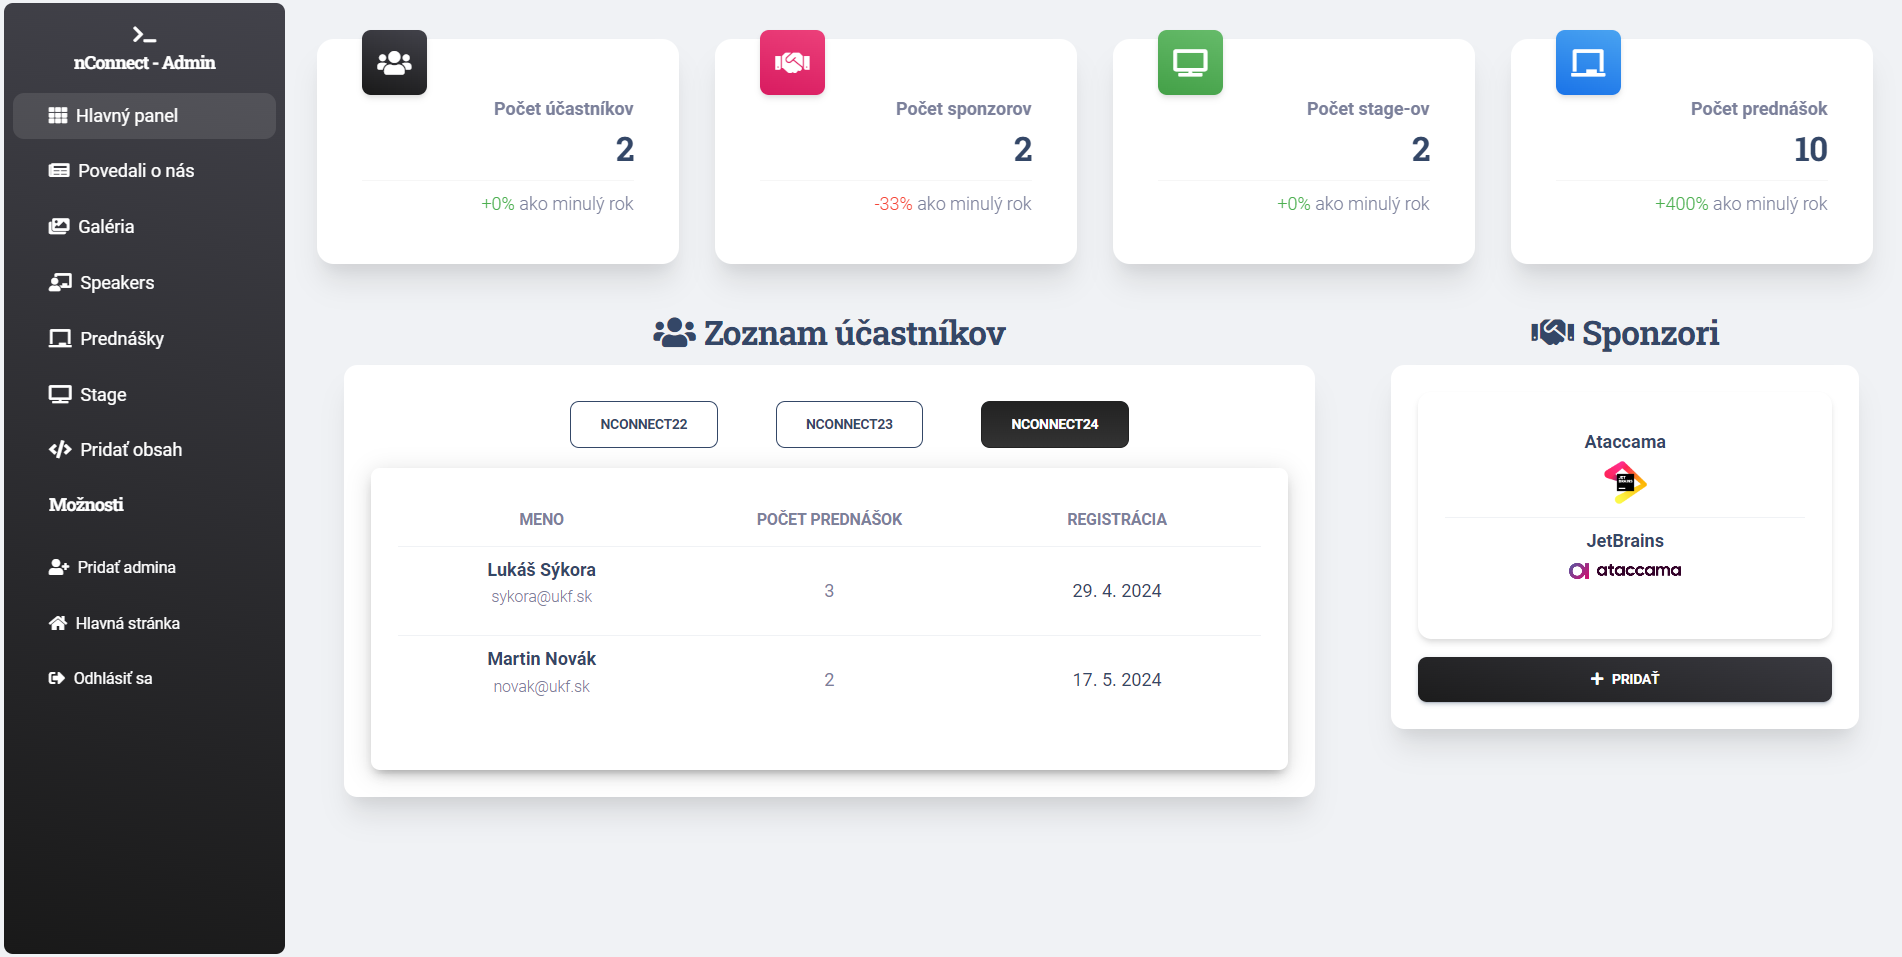 nConnect - Admin
Hlavný panel
Povedali o nás
Galéria
Speakers
Prednášky
Stage
Pridať obsah
Možnosti
Pridať admina
Hlavná stránka
Odhlásiť sa
Počet účastníkov
2
+0% ako minulý rok
Počet sponzorov
2
-33% ako minulý rok
Počet stage-ov
2
+0% ako minulý rok
Počet prednášok
10
+400% ako minulý rok
Zoznam účastníkov
NCONNECT22 NCONNECT23 NCONNECT24
MENO POČET PREDNÁŠOK REGISTRÁCIA
Lukáš Sýkora
sykora@ukf.sk
3
29. 4. 2024
Martin Novák
novak@ukf.sk
2
17. 5. 2024
Sponzori
Ataccama
JET
BRAINS
JetBrains
ataccama
PRIDAŤ